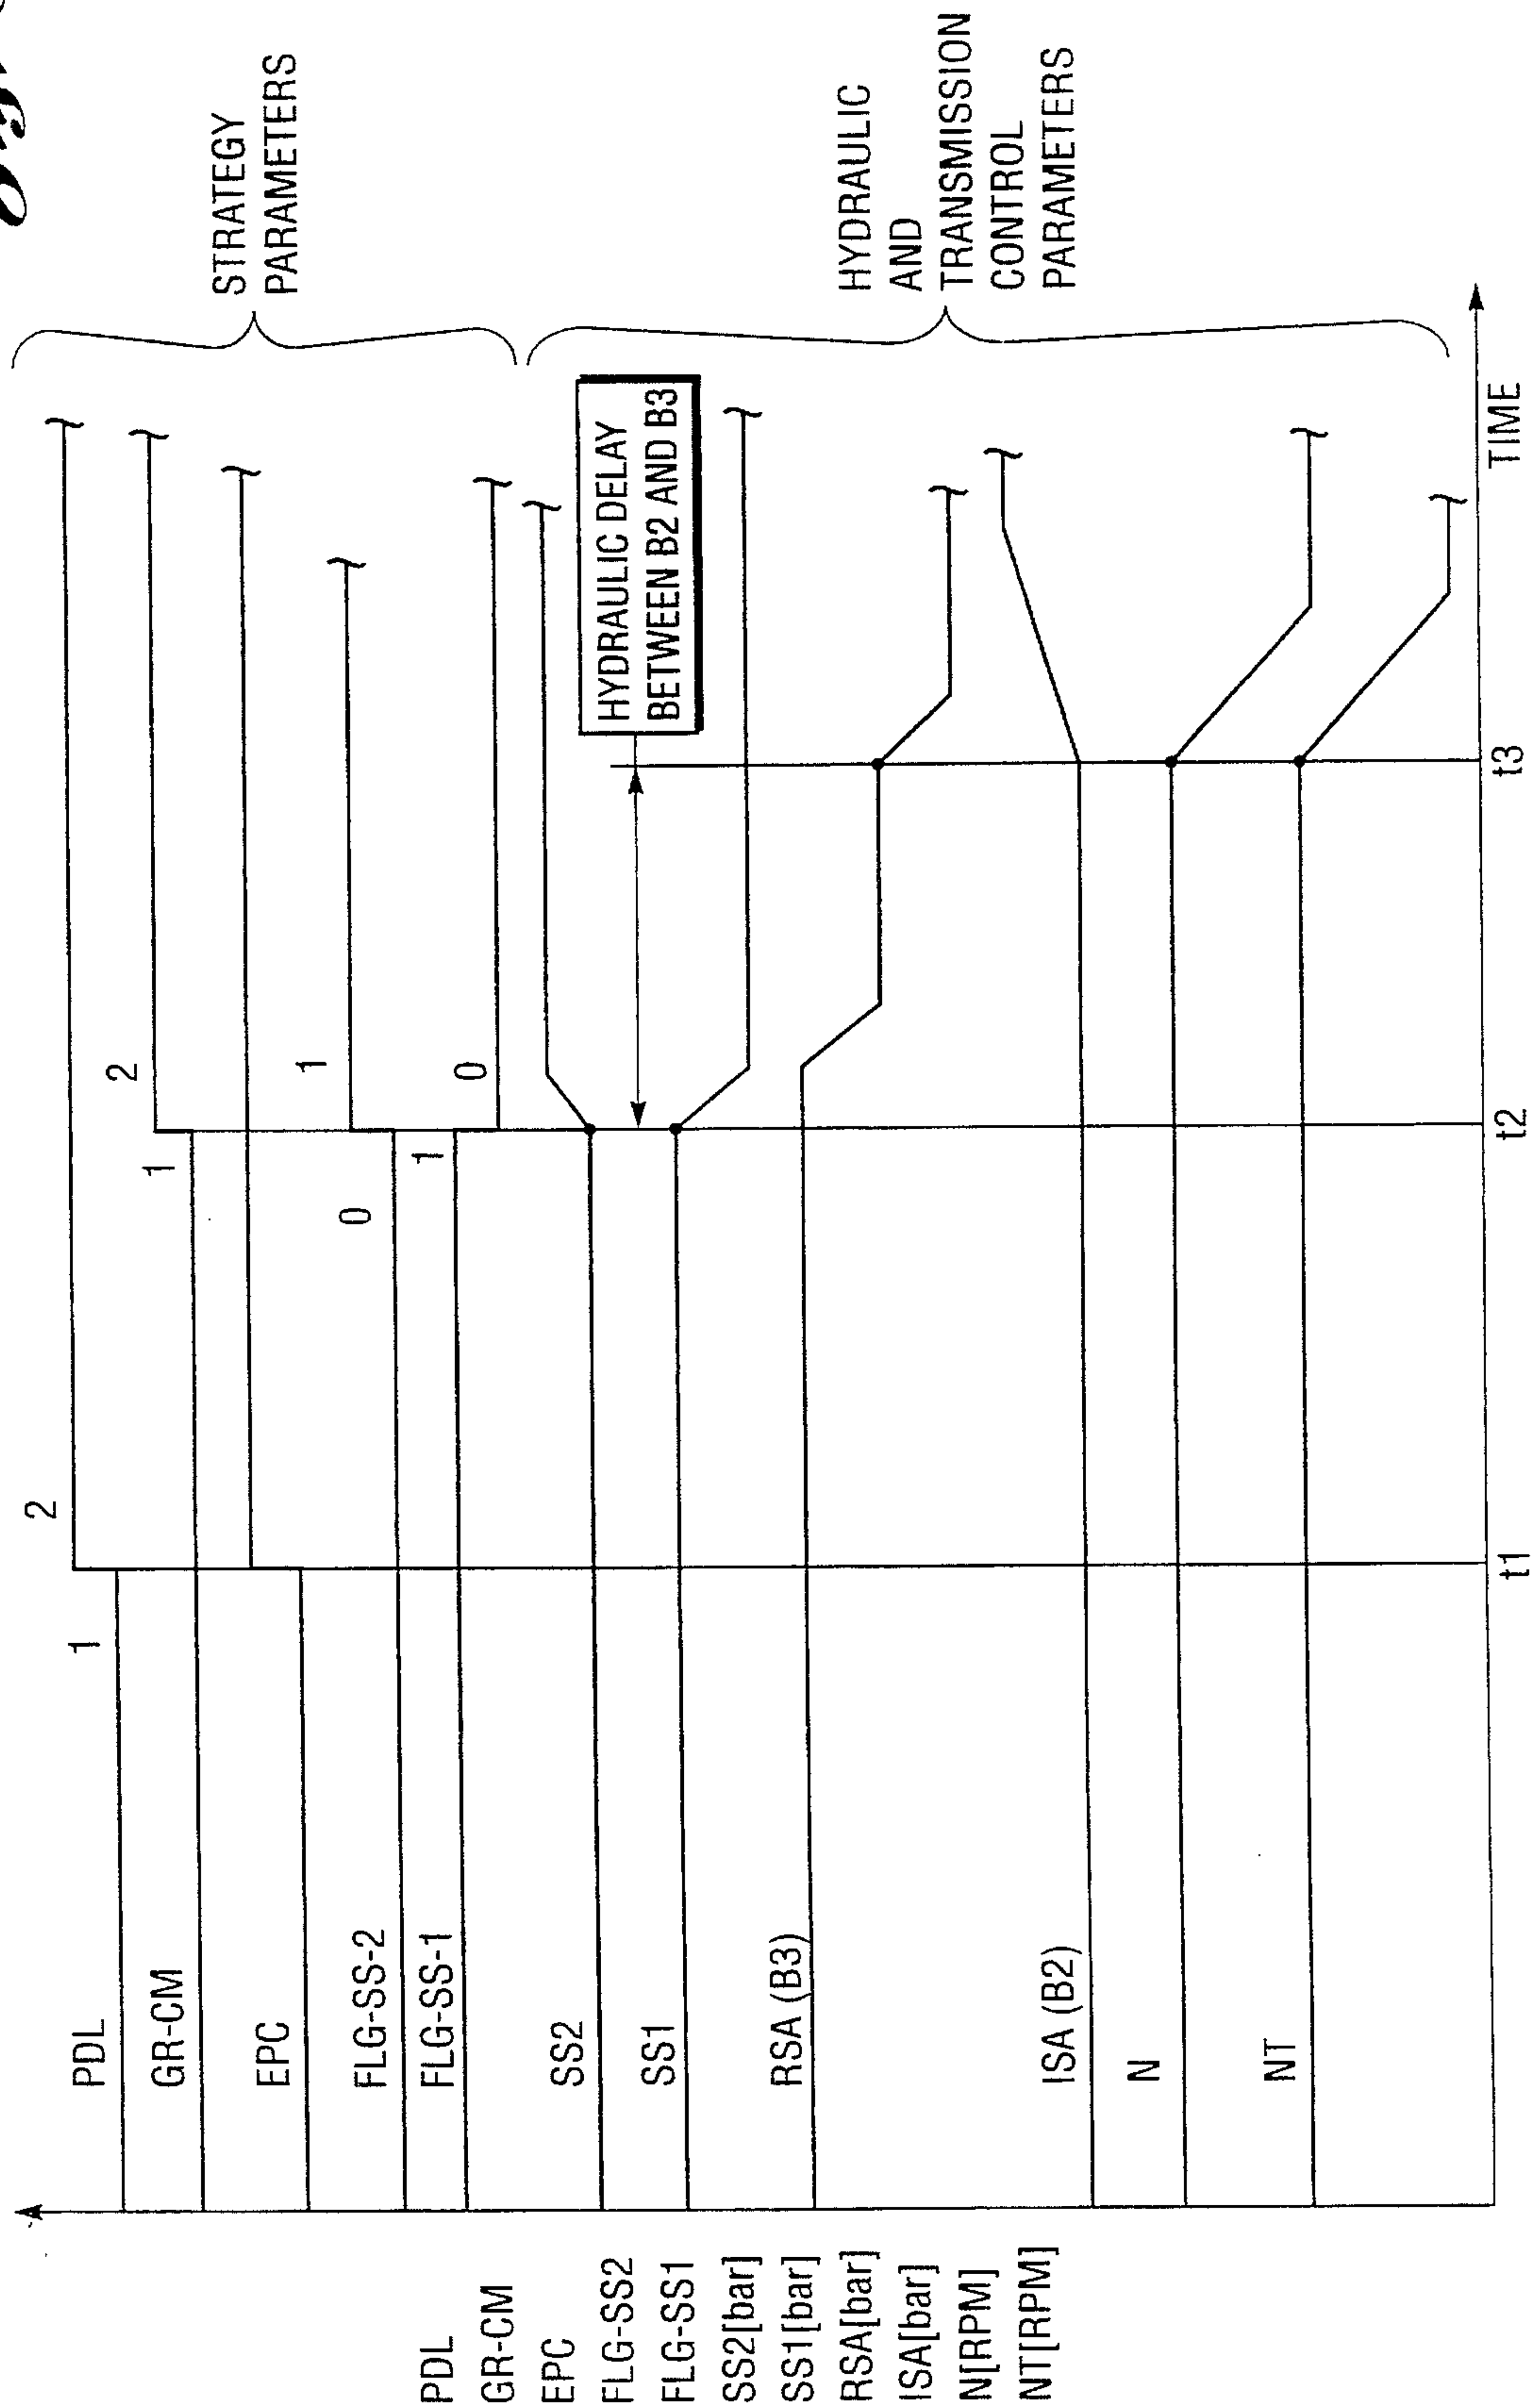 STRATEGY
PARAMETERS
HYDRAULIC
AND
TRANSMISSION
CONTROL
PARAMETERS
PDL
1
2
GR-CM
1
2
EPC
FLG-SS-2
0
1
FLG-SS-1
1
0
SS2
HYDRAULIC DELAY
BETWEEN B2 AND B3
SS1
RSA (B3)
ISA (B2)
N
NT
t1
t2
t3
TIME
PDL
GR-CM
EPC
FLG-SS2
FLG-SS1
SS2[bar]
SS1[bar]
RSA[bar]
ISA[bar]
N[RPM]
NT[RPM]